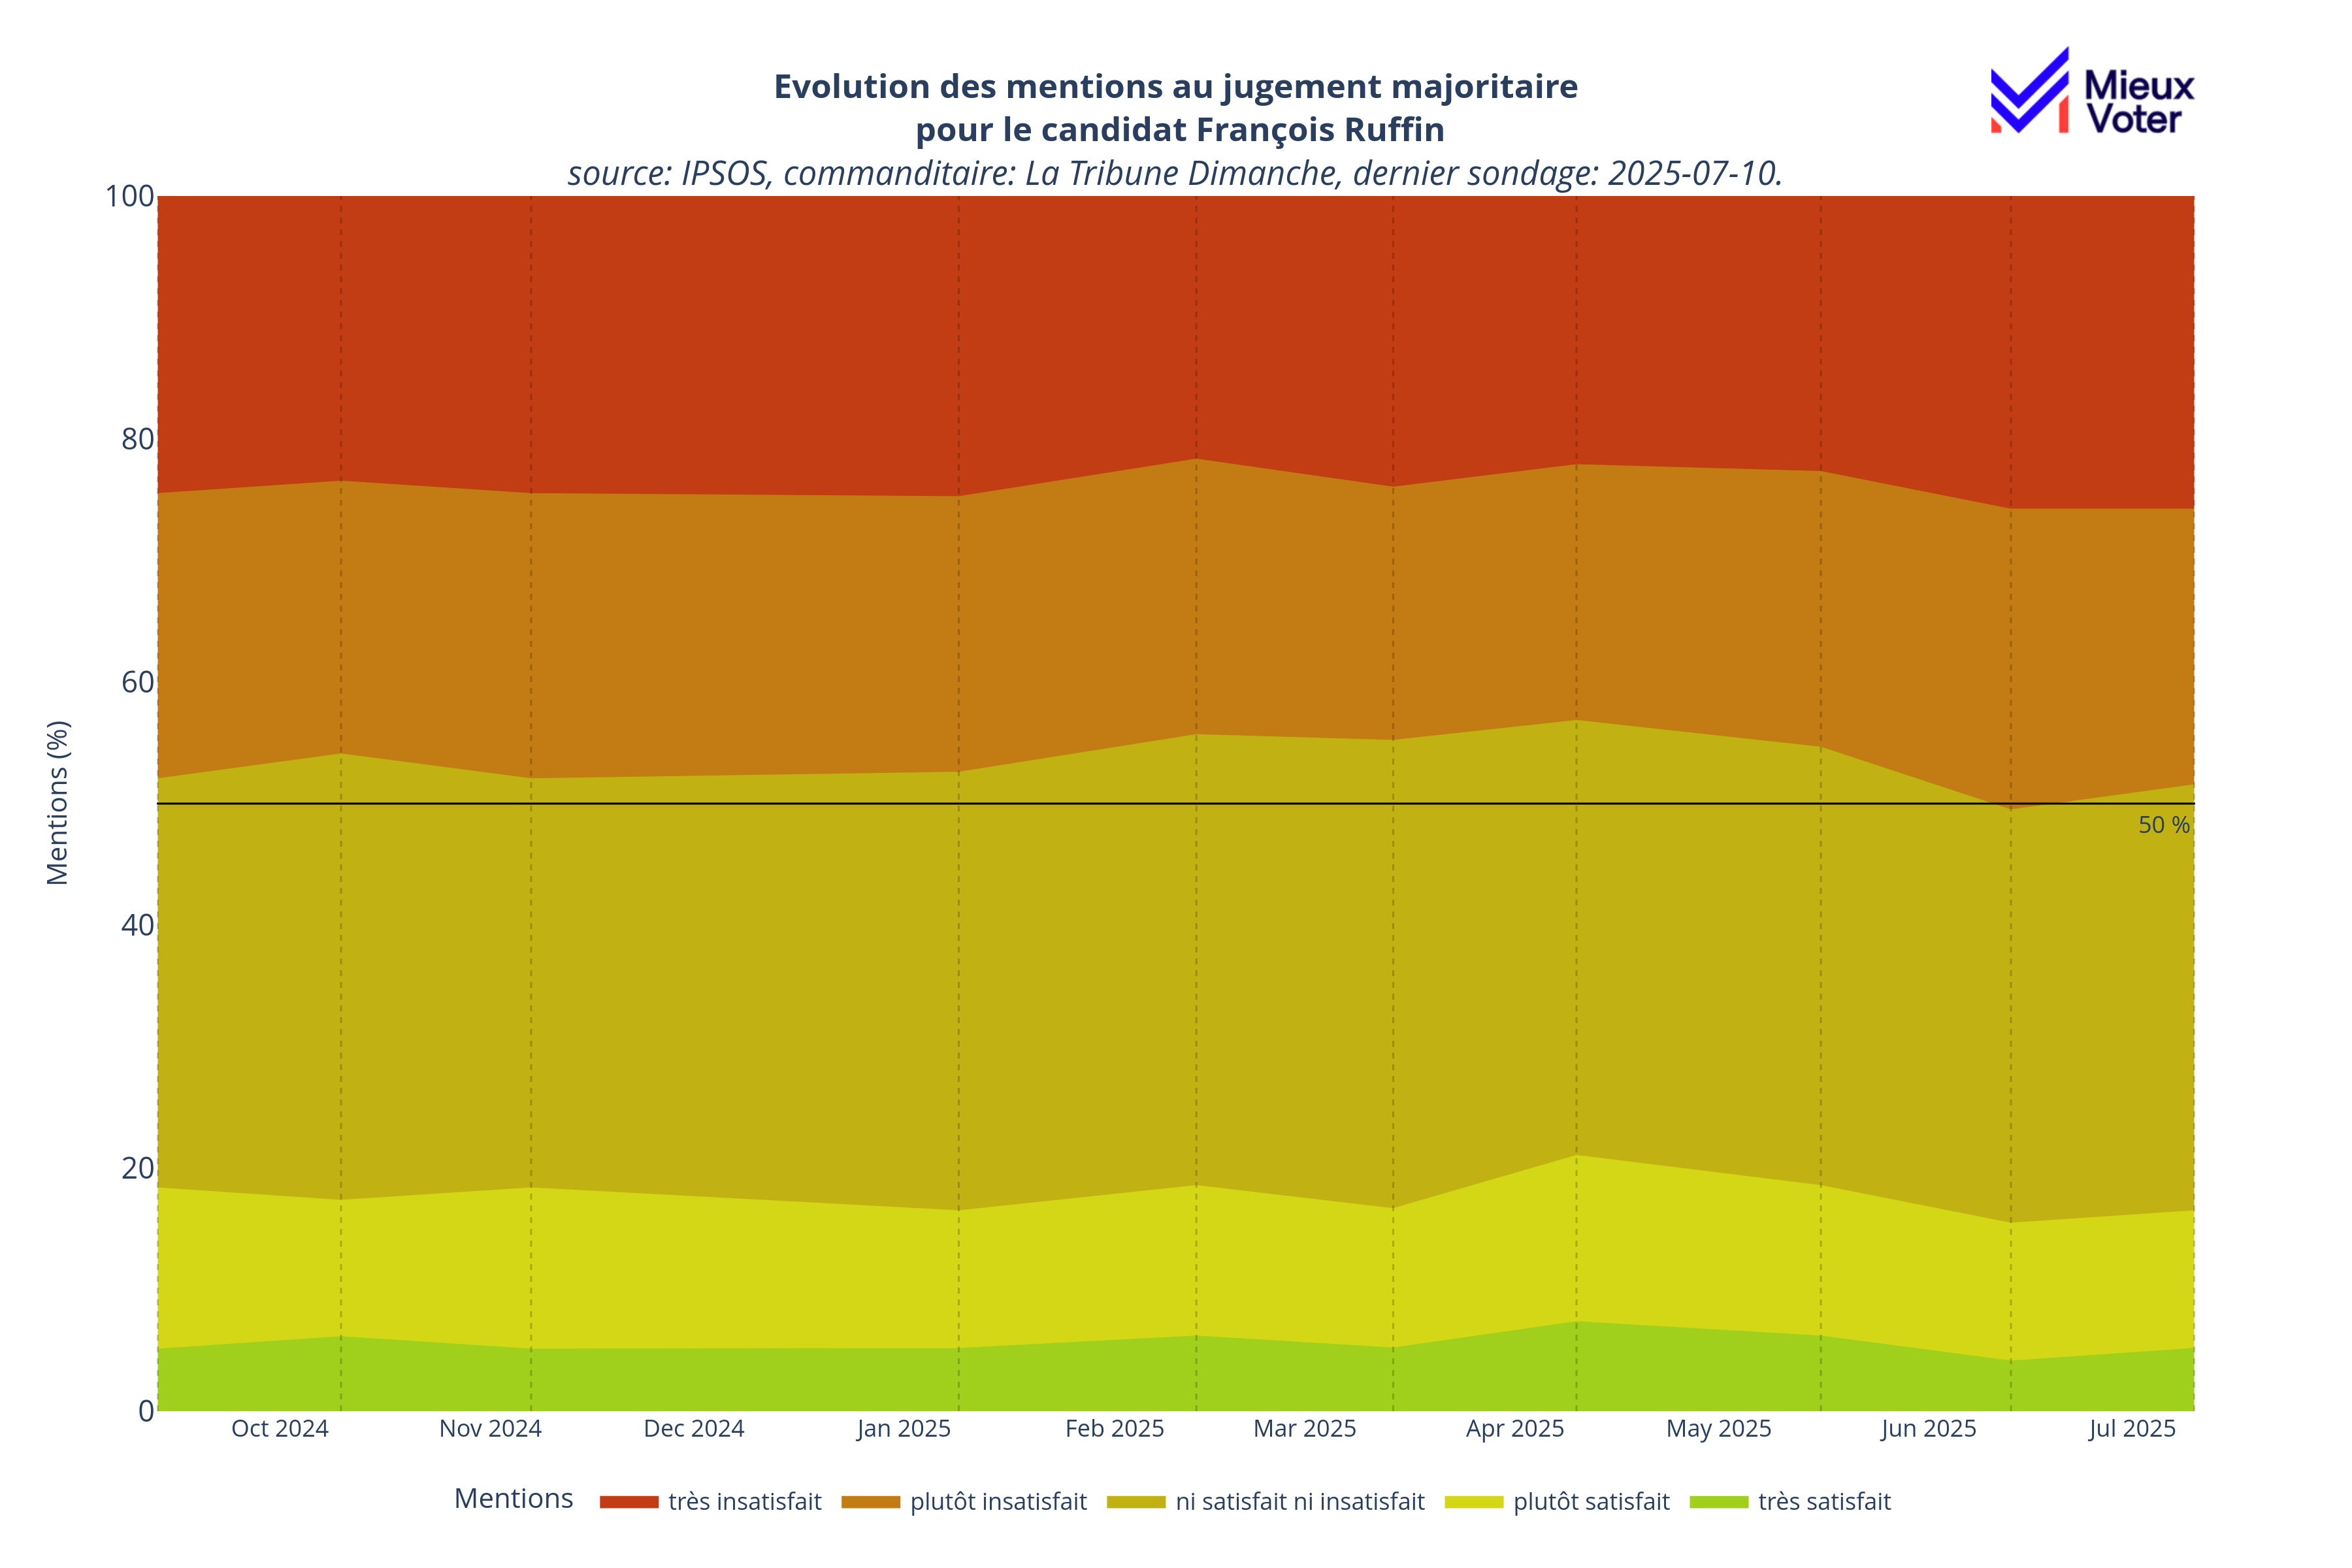 Evolution des mentions au jugement majoritaire
pour le candidat François Ruffin
source: IPSOS, commanditaire: La Tribune Dimanche, dernier sondage: 2025-07-10.
Mieux
Voter
100
80
60
40
20
0
Mentions (%)
50 %
Oct 2024
Nov 2024
Dec 2024
Jan 2025
Feb 2025
Mar 2025
Apr 2025
May 2025
Jun 2025
Jul 2025
Mentions
très insatisfait
plutôt insatisfait
ni satisfait ni insatisfait
plutôt satisfait
très satisfait